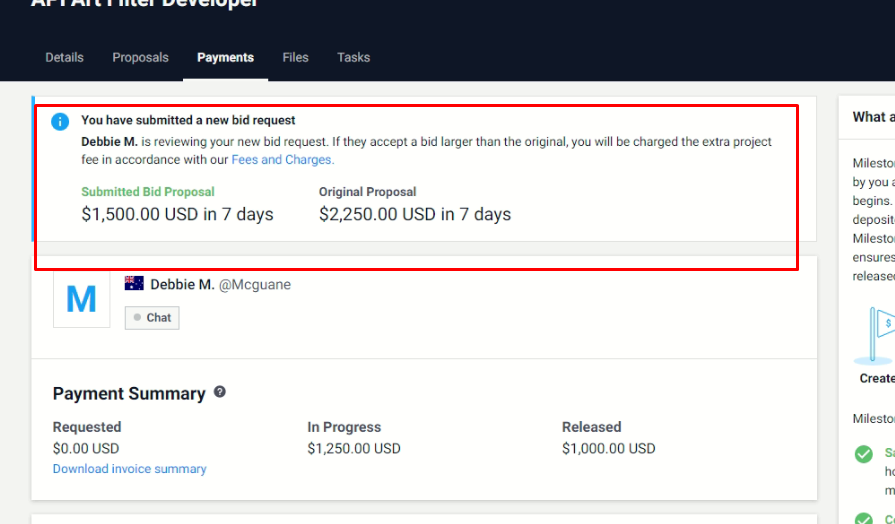 API Art Filter Developer
Details Proposals Payments Files Tasks
You have submitted a new bid request
Debbie M. is reviewing your new bid request. If they accept a bid larger than the original, you will be charged the extra project
fee in accordance with our Fees and Charges.
Submitted Bid Proposal Original Proposal
$1,500.00 USD in 7 days $2,250.00 USD in 7 days
M
Debbie M. @Mcguane
Chat
Payment Summary
Requested In Progress Released
$0.00 USD $1,250.00 USD $1,000.00 USD
Download invoice summary
What a
Milesto
by you a
begins.
deposit
Milesto
ensures
release
$
Create
Milesto
Sa
ho
m